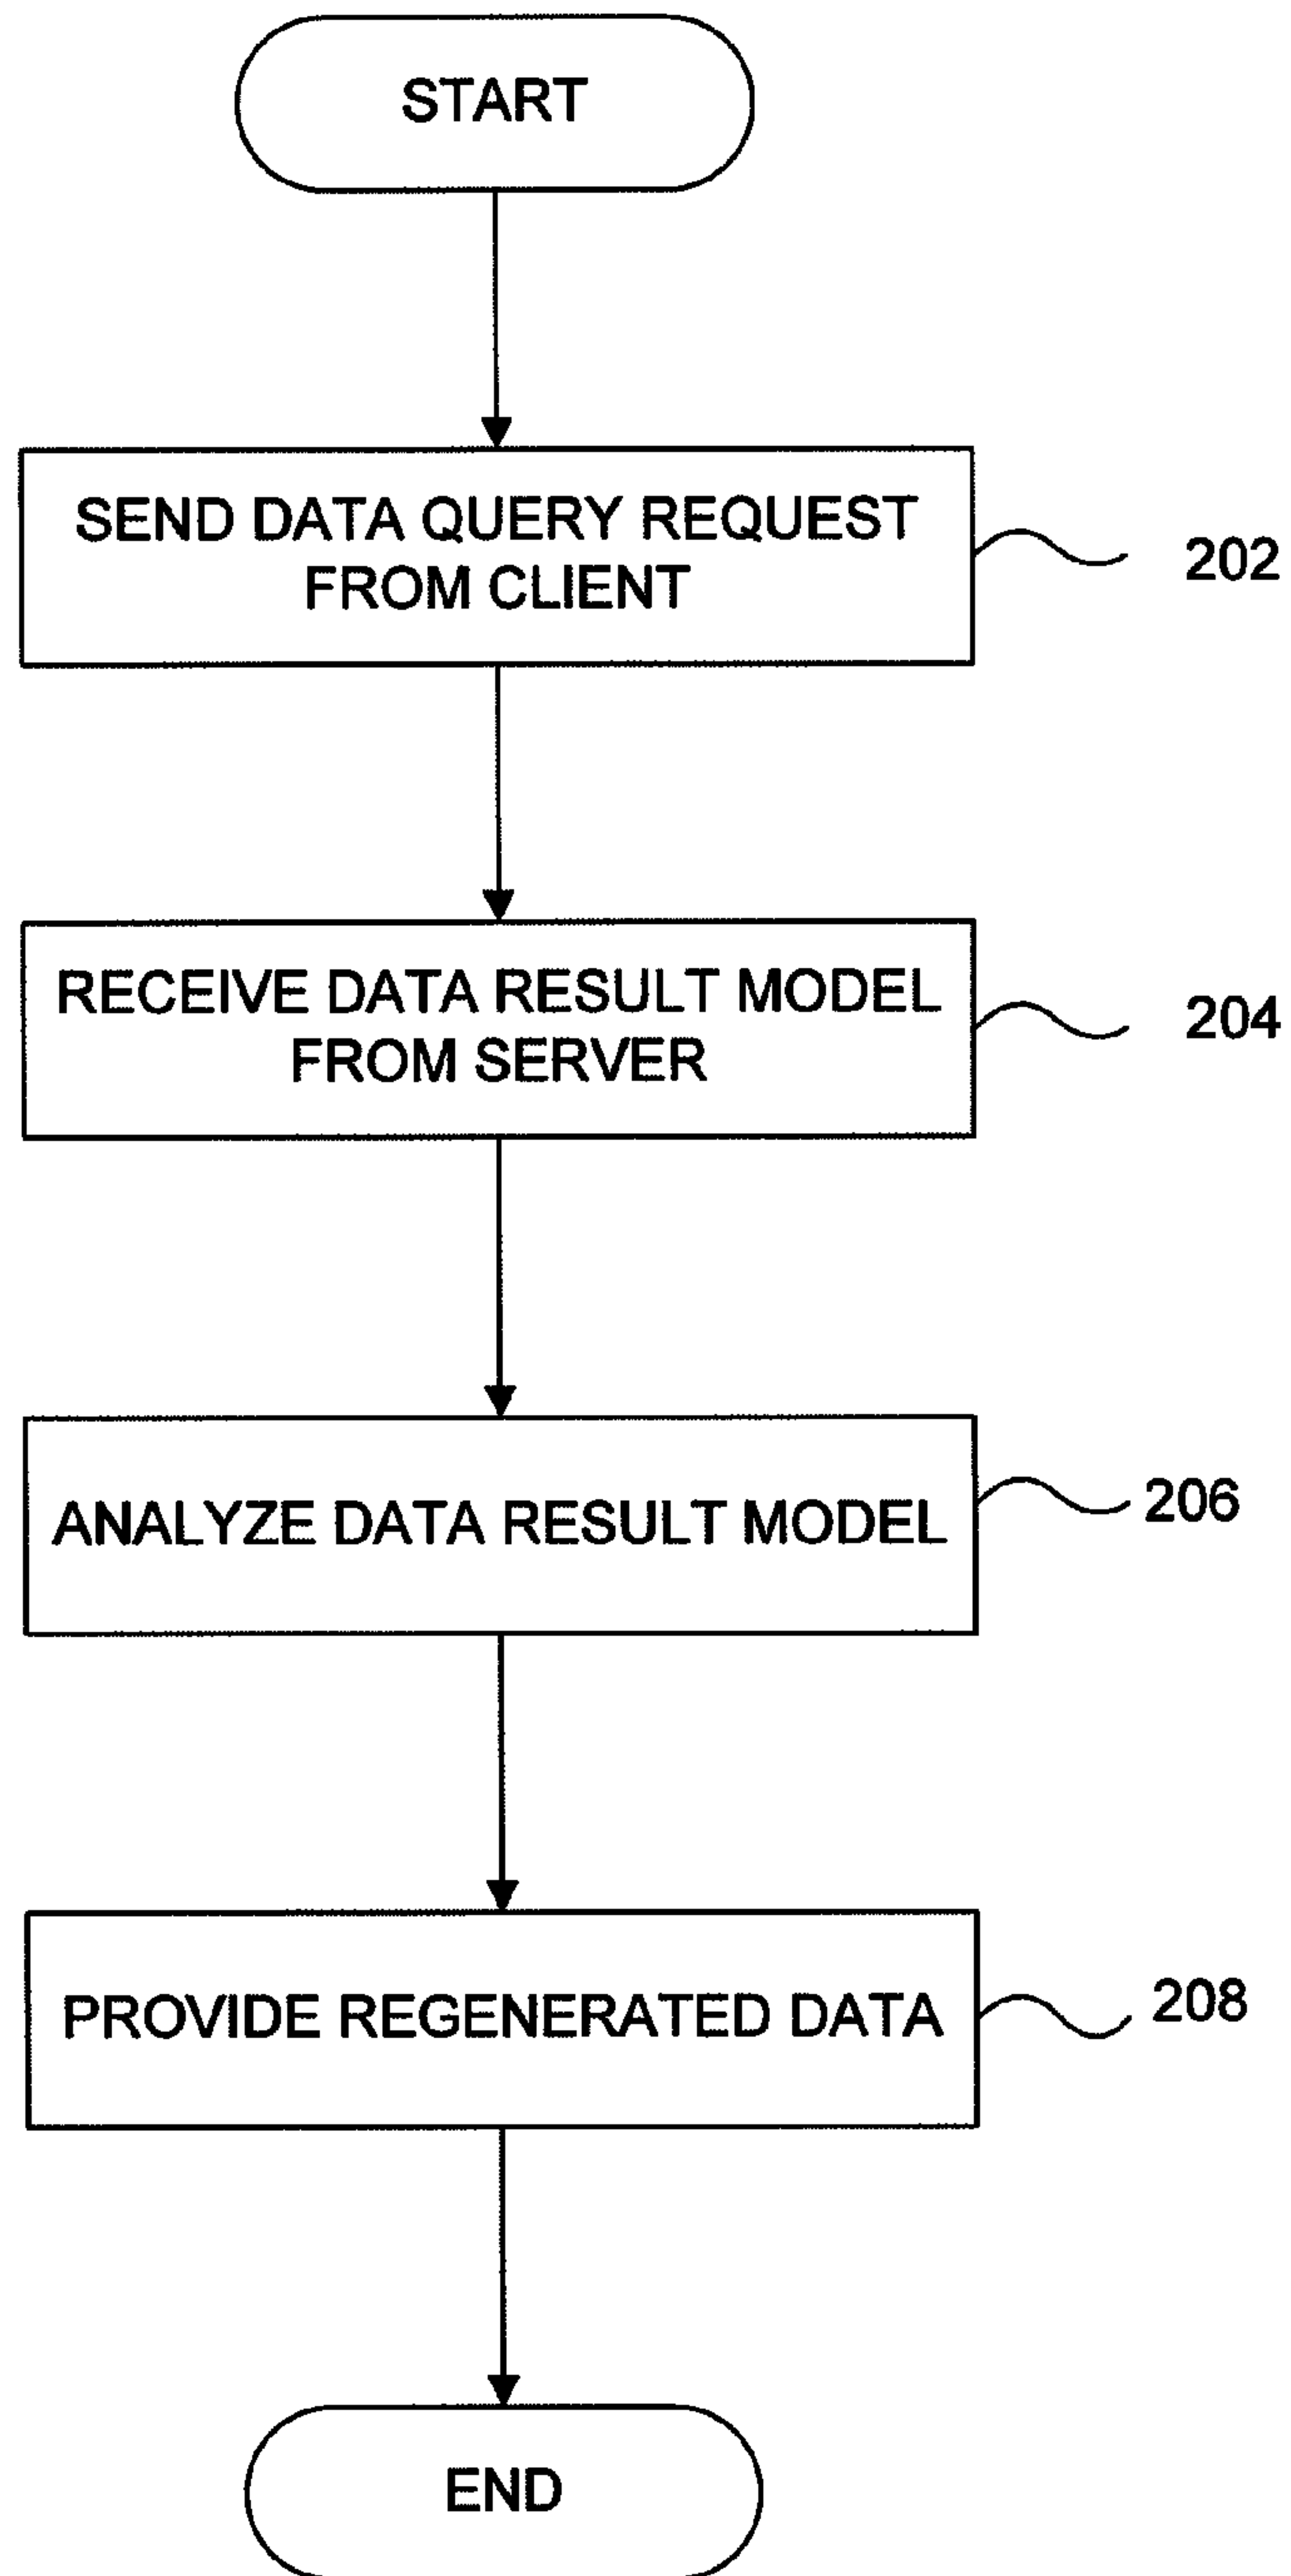 START
SEND DATA QUERY REQUEST
FROM CLIENT
202
RECEIVE DATA RESULT MODEL
FROM SERVER
204
ANALYZE DATA RESULT MODEL
206
PROVIDE REGENERATED DATA
208
END